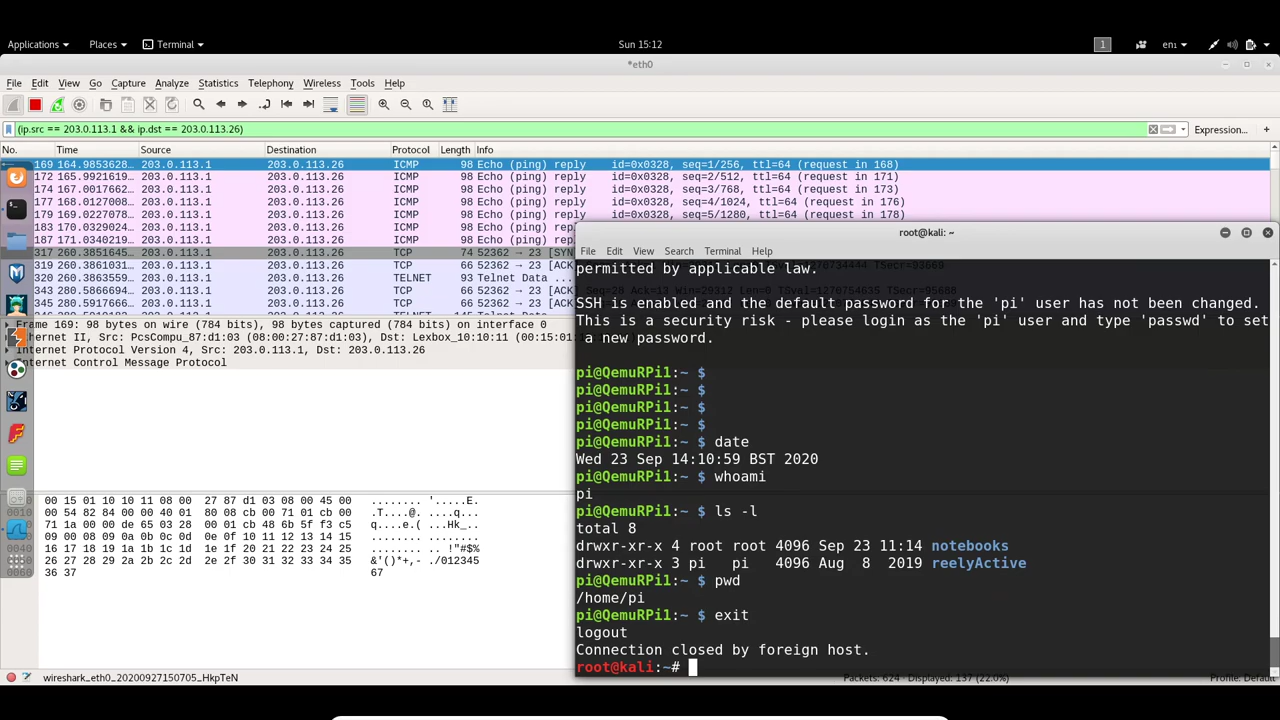 Applications Places Terminal Sun 15:12 1 en1
*eth0
File Edit View Go Capture Analyze Statistics Telephony Wireless Tools Help
(ip.src == 203.0.113.1 && ip.dst == 203.0.113.26) Expression... +
No. Time Source Destination Protocol Length Info
169 164.9853628… 203.0.113.1 203.0.113.26 ICMP 98 Echo (ping) reply id=0x0328, seq=1/256, ttl=64 (request in 168)
172 165.9921619… 203.0.113.1 203.0.113.26 ICMP 98 Echo (ping) reply id=0x0328, seq=2/512, ttl=64 (request in 171)
174 167.0017662… 203.0.113.1 203.0.113.26 ICMP 98 Echo (ping) reply id=0x0328, seq=3/768, ttl=64 (request in 173)
177 168.0127008… 203.0.113.1 203.0.113.26 ICMP 98 Echo (ping) reply id=0x0328, seq=4/1024, ttl=64 (request in 176)
179 169.0227078… 203.0.113.1 203.0.113.26 ICMP 98 Echo (ping) reply id=0x0328, seq=5/1280, ttl=64 (request in 178)
183 170.0329024… 203.0.113.1 203.0.113.26 ICMP 98 Echo (ping) reply
187 171.0340219… 203.0.113.1 203.0.113.26 ICMP 98 Echo (ping) reply
317 260.3851645… 203.0.113.1 203.0.113.26 TCP 74 52362 → 23 [SYN
319 260.3861031… 203.0.113.1 203.0.113.26 TCP 66 52362 → 23 [ACK
320 260.3863559… 203.0.113.1 203.0.113.26 TELNET 93 Telnet Data ...
343 280.5866694… 203.0.113.1 203.0.113.26 TCP 66 52362 → 23 [ACK
345 280.5917666… 203.0.113.1 203.0.113.26 TCP 66 52362 → 23 [ACK
Frame 169: 98 bytes on wire (784 bits), 98 bytes captured (784 bits) on interface 0
Ethernet II, Src: PcsCompu_87:d1:03 (08:00:27:87:d1:03), Dst: Lexbox_10:10:11 (00:15:01:
Internet Protocol Version 4, Src: 203.0.113.1, Dst: 203.0.113.26
Internet Control Message Protocol
00 15 01 10 10 11 08 00 27 87 d1 03 08 00 45 00 ........ '.....E.
00 54 82 84 00 00 40 01 80 08 cb 00 71 01 cb 00 .T....@. ....q...
71 1a 00 00 de 65 03 28 00 01 cb 48 6b 5f f3 c5 q....e.( ...Hk_..
09 00 08 09 0a 0b 0c 0d 0e 0f 10 11 12 13 14 15 ........ ........
16 17 18 19 1a 1b 1c 1d 1e 1f 20 21 22 23 24 25 ........ .. !"#$%
26 27 28 29 2a 2b 2c 2d 2e 2f 30 31 32 33 34 35 &'()*+,- ./012345
36 37 67
root@kali: ~
File Edit View Search Terminal Help
permitted by applicable law.
SSH is enabled and the default password for the 'pi' user has not been changed.
This is a security risk - please login as the 'pi' user and type 'passwd' to set
a new password.
pi@QemuRPi1:~ $
pi@QemuRPi1:~ $
pi@QemuRPi1:~ $
pi@QemuRPi1:~ $
pi@QemuRPi1:~ $ date
Wed 23 Sep 14:10:59 BST 2020
pi@QemuRPi1:~ $ whoami
pi
pi@QemuRPi1:~ $ ls -l
total 8
drwxr-xr-x 4 root root 4096 Sep 23 11:14 notebooks
drwxr-xr-x 3 pi pi 4096 Aug 8 2019 reelyActive
pi@QemuRPi1:~ $ pwd
/home/pi
pi@QemuRPi1:~ $ exit
logout
Connection closed by foreign host.
root@kali:~#
wireshark_eth0_20200927150705_HkpTeN Packets: 624 · Displayed: 137 (22.0%) Profile: Default